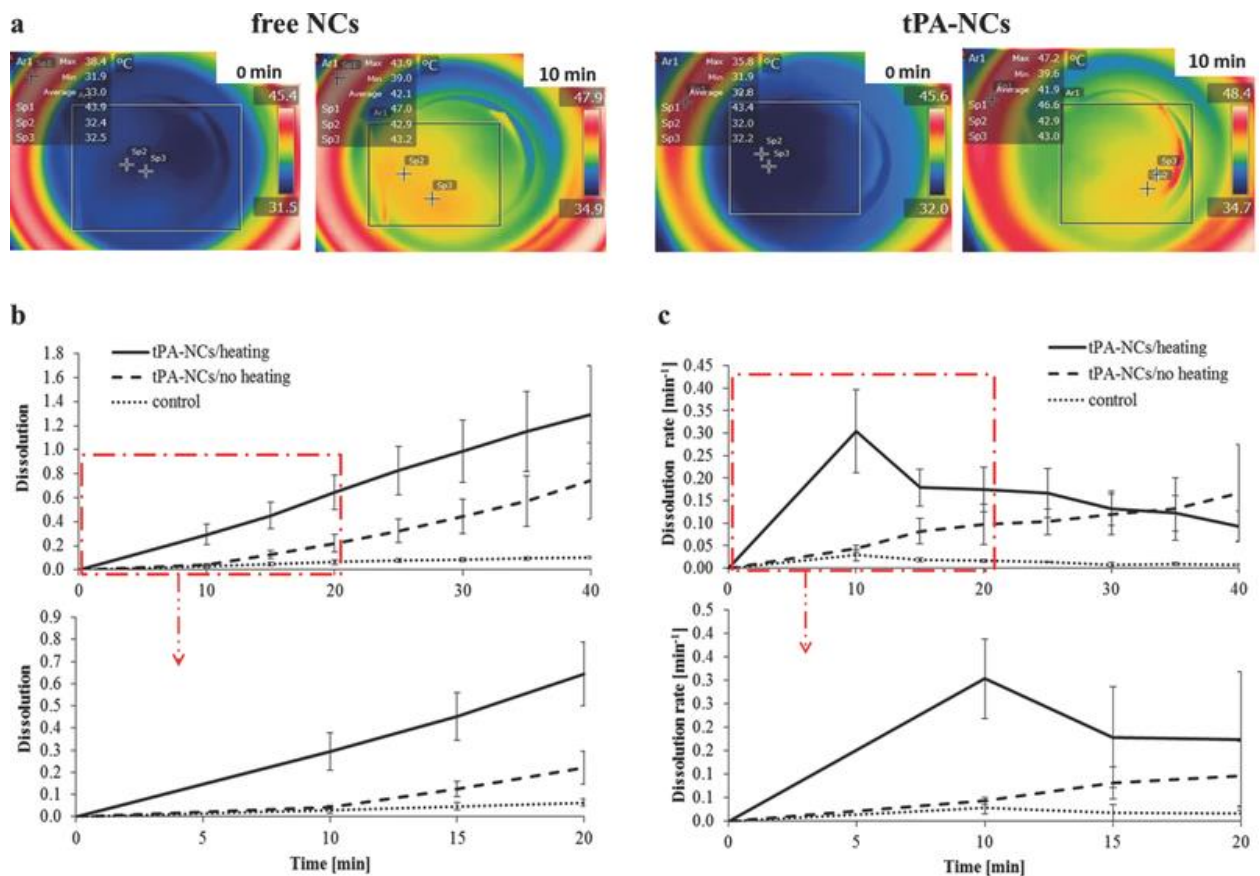 a
free NCs
tPA-NCs
Ar1 Max 38.4 °C
Min 31.9
Average 33.0
Sp1 43.9
Sp2 32.4
Sp3 32.5
0 min
45.4
31.5
Sp1
Sp2
Sp3
Ar1 Max 43.9 °C
Min 39.0
Average 42.1
Sp1 47.0
Sp2 42.9
Sp3 43.2
10 min
47.9
34.9
Ar1
Sp2
Sp3
Ar1 Max 35.8 °C
Min 31.9
Average 32.8
Sp1 43.4
Sp2 32.0
Sp3 32.2
0 min
45.6
32.0
Sp2
Sp3
Ar1 Max 47.2 °C
Min 39.6
Average 41.9
Sp1 46.6
Sp2 42.9
Sp3 43.0
10 min
48.4
34.7
Ar1
Sp3
Sp2
b
tPA-NCs/heating
tPA-NCs/no heating
control
Dissolution
1.8
1.6
1.4
1.2
1.0
0.8
0.6
0.4
0.2
0.0
0 10 20 30 40
Dissolution
0.9
0.8
0.7
0.6
0.5
0.4
0.3
0.2
0.1
0.0
0 5 10 15 20
Time [min]
c
tPA-NCs/heating
tPA-NCs/no heating
control
Dissolution rate [min⁻¹]
0.45
0.40
0.35
0.30
0.25
0.20
0.15
0.10
0.05
0.00
0 10 20 30 40
Dissolution rate [min⁻¹]
0.5
0.4
0.4
0.3
0.3
0.2
0.2
0.1
0.1
0.0
0 5 10 15 20
Time [min]